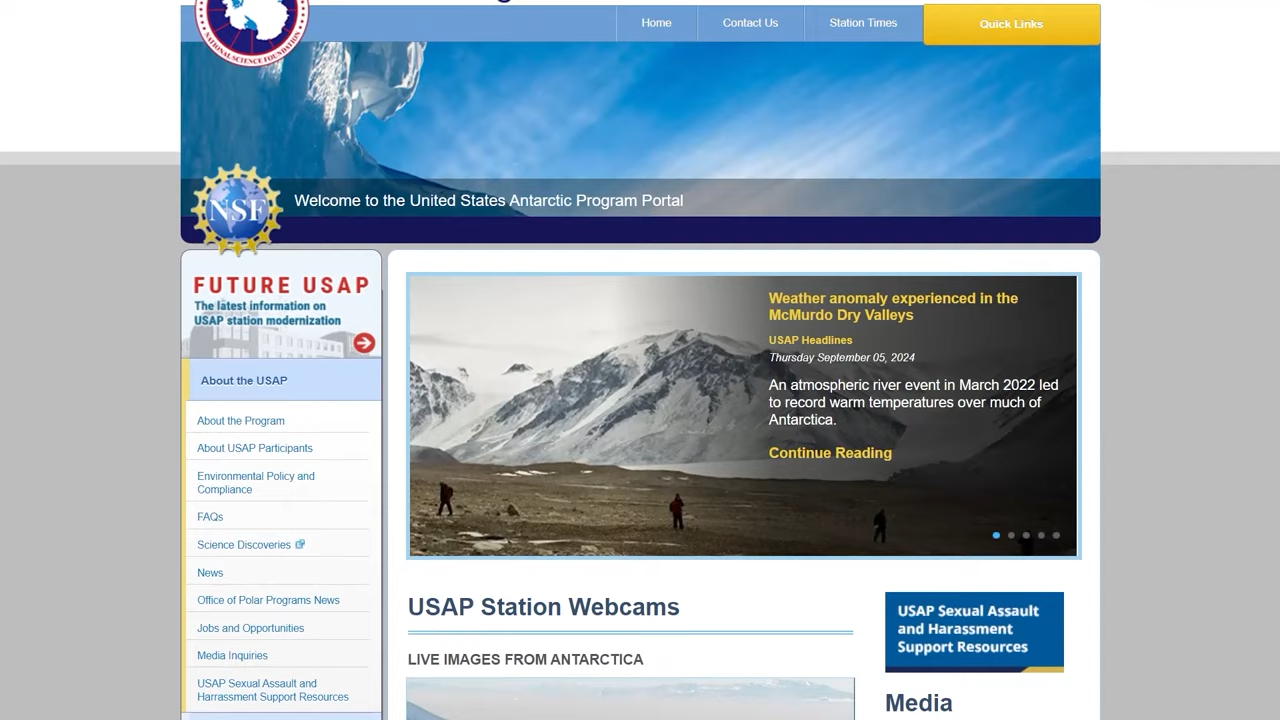 Home
Contact Us
Station Times
Quick Links
NATIONAL SCIENCE FOUNDATION
NSF
Welcome to the United States Antarctic Program Portal
FUTURE USAP
The latest information on
USAP station modernization
About the USAP
About the Program
About USAP Participants
Environmental Policy and
Compliance
FAQs
Science Discoveries
News
Office of Polar Programs News
Jobs and Opportunities
Media Inquiries
USAP Sexual Assault and
Harrassment Support Resources
Weather anomaly experienced in the
McMurdo Dry Valleys
USAP Headlines
Thursday September 05, 2024
An atmospheric river event in March 2022 led
to record warm temperatures over much of
Antarctica.
Continue Reading
USAP Station Webcams
LIVE IMAGES FROM ANTARCTICA
USAP Sexual Assault
and Harassment
Support Resources
Media